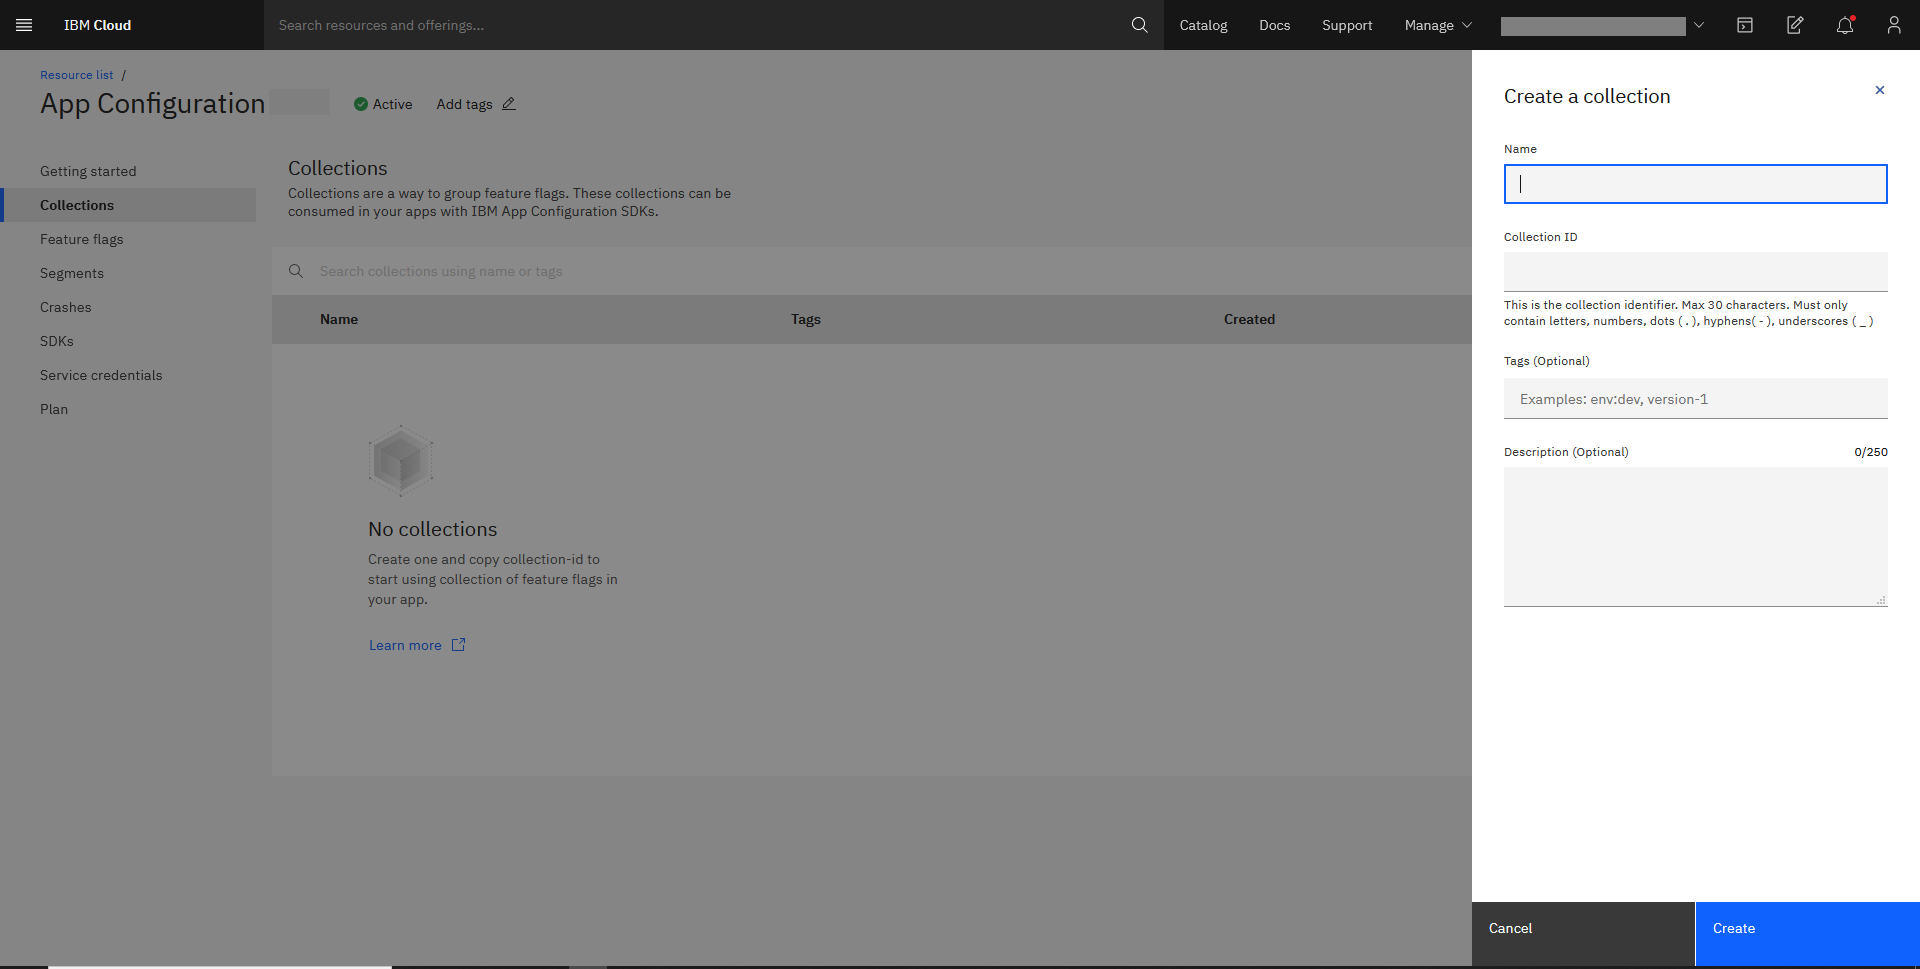 IBM Cloud
Search resources and offerings...
Catalog
Docs
Support
Manage
Resource list /
App Configuration
Active
Add tags
Getting started
Collections
Feature flags
Segments
Crashes
SDKs
Service credentials
Plan
Collections
Collections are a way to group feature flags. These collections can be
consumed in your apps with IBM App Configuration SDKs.
Search collections using name or tags
Name
Tags
Created
No collections
Create one and copy collection-id to
start using collection of feature flags in
your app.
Learn more
Create a collection
Name
Collection ID
This is the collection identifier. Max 30 characters. Must only
contain letters, numbers, dots ( . ), hyphens( - ), underscores ( _ )
Tags (Optional)
Examples: env:dev, version-1
Description (Optional)
0/250
Cancel
Create